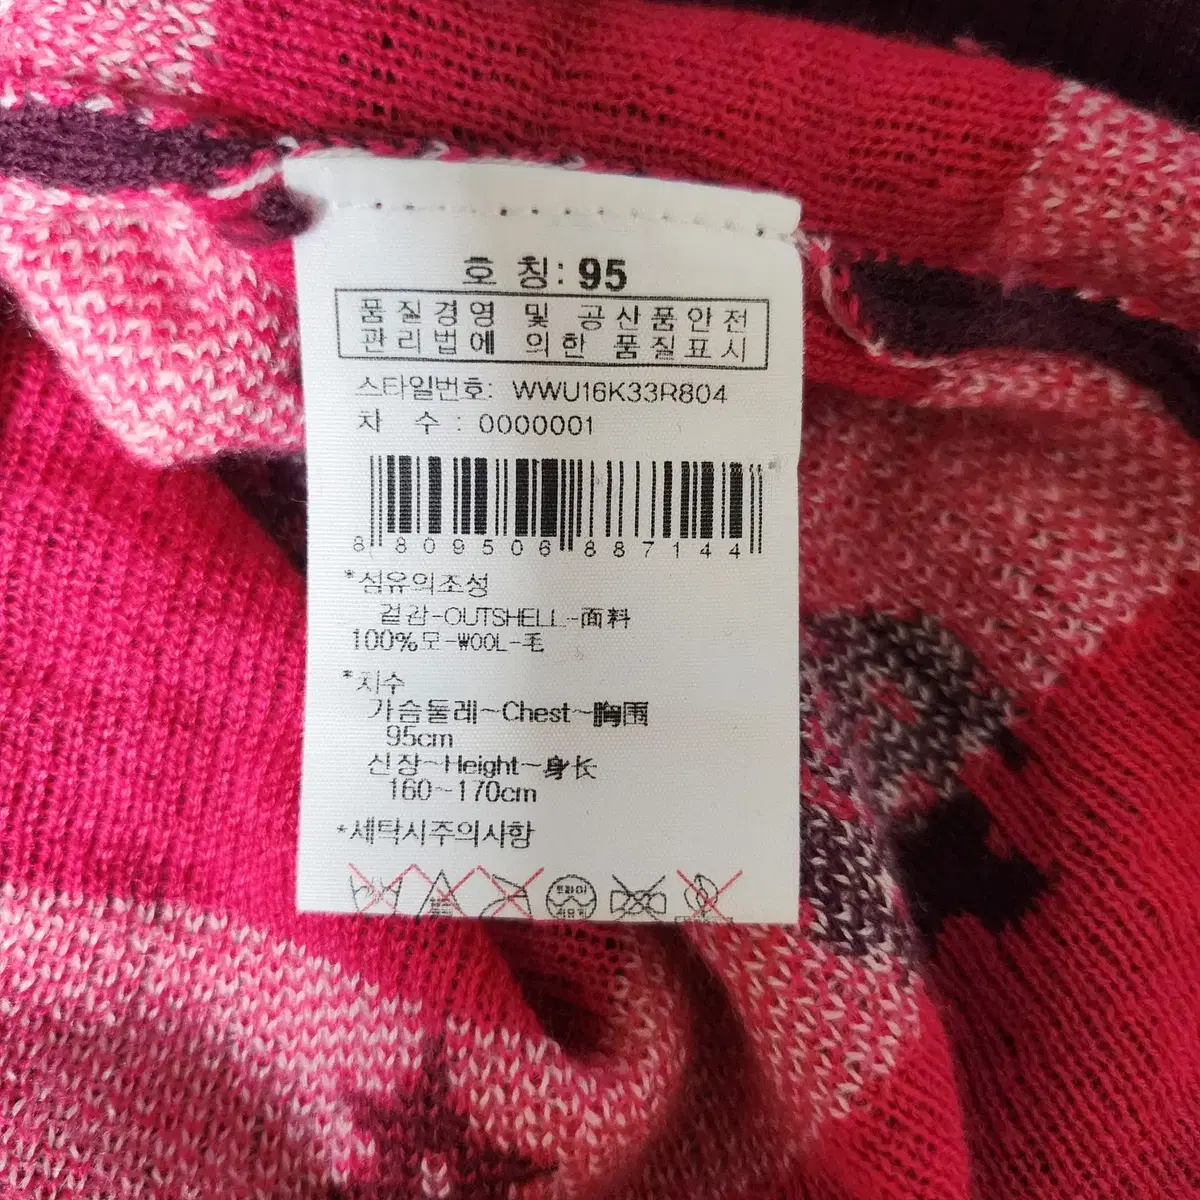 호 칭: 95
품질경영 및 공산품안전
관리법에 의한 품질표시
스타일번호: WWU16K33R804
차 수 : 0000001
8 809506 887144
*섬유의조성
겉감-OUTSHELL-面料
100%모-WOOL-毛
*치수
가슴둘레~Chest~胸围
95cm
신장~Height~身长
160~170cm
*세탁시주의사항
드라이